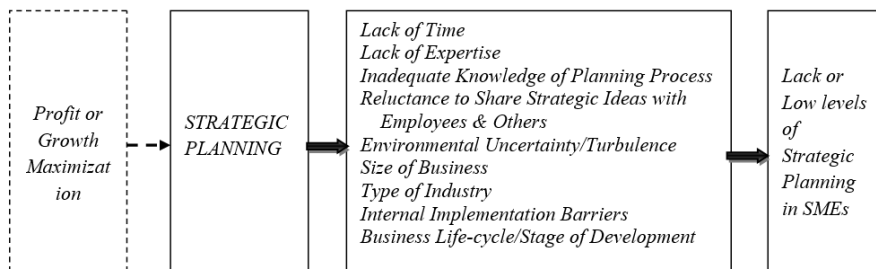 Profit or
Growth
Maximizat
ion
STRATEGIC
PLANNING
Lack of Time
Lack of Expertise
Inadequate Knowledge of Planning Process
Reluctance to Share Strategic Ideas with
Employees & Others
Environmental Uncertainty/Turbulence
Size of Business
Type of Industry
Internal Implementation Barriers
Business Life-cycle/Stage of Development
Lack or
Low levels
of
Strategic
Planning
in SMEs